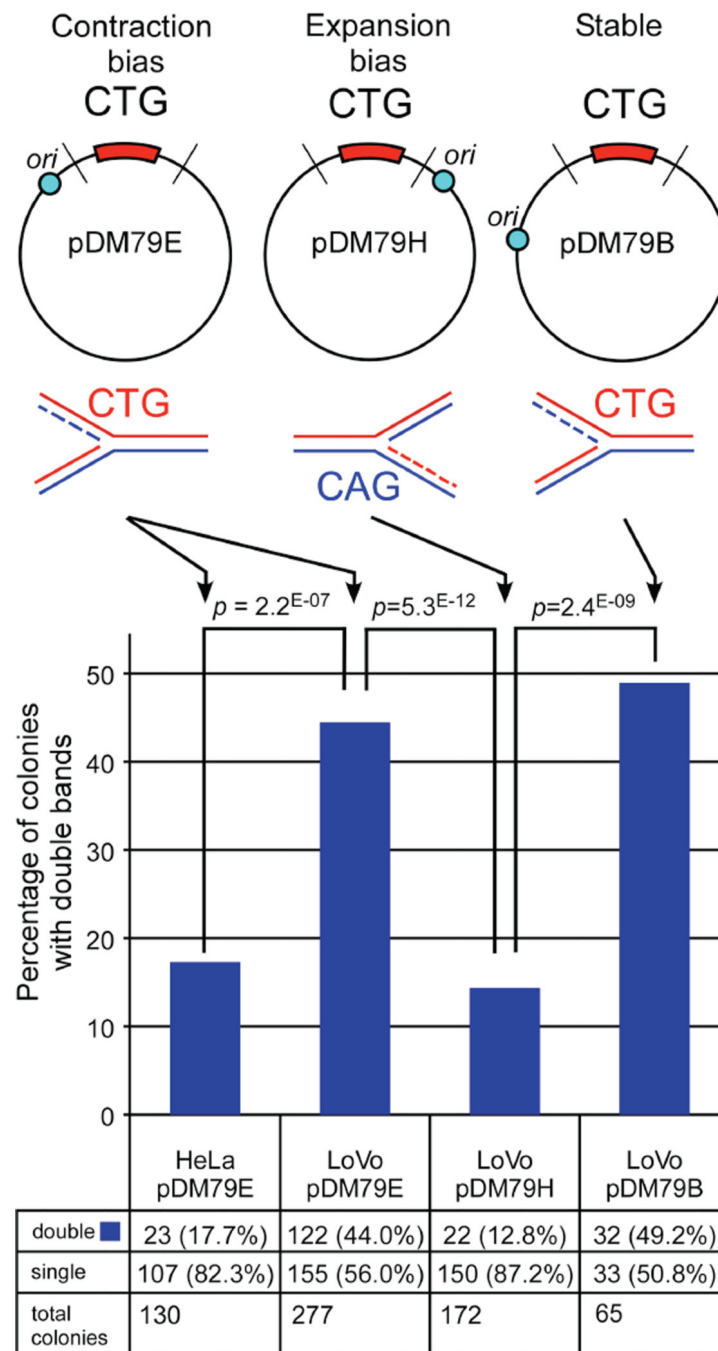 Contraction bias
Expansion bias
Stable
CTG
CTG
CTG
ori
ori
ori
pDM79E
pDM79H
pDM79B
CTG
CAG
CTG
p = 2.2E-07
p=5.3E-12
p=2.4E-09
Percentage of colonies
with double bands
50
40
30
20
10
0
HeLa pDM79E
LoVo pDM79E
LoVo pDM79H
LoVo pDM79B
double 23 (17.7%) 122 (44.0%) 22 (12.8%) 32 (49.2%)
single 107 (82.3%) 155 (56.0%) 150 (87.2%) 33 (50.8%)
total colonies 130 277 172 65